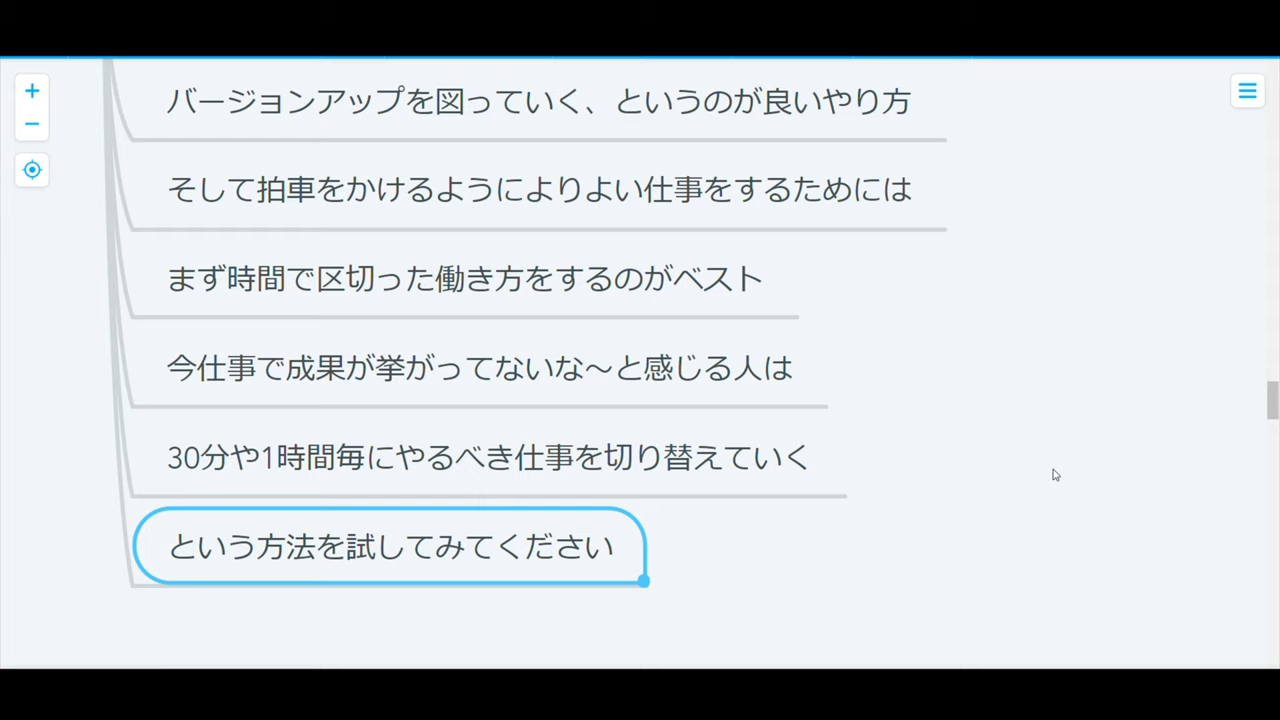 バージョンアップを図っていく、というのが良いやり方
そして拍車をかけるようによりよい仕事をするためには
まず時間で区切った働き方をするのがベスト
今仕事で成果が挙がってないな～と感じる人は
30分や1時間毎にやるべき仕事を切り替えていく
という方法を試してみてください